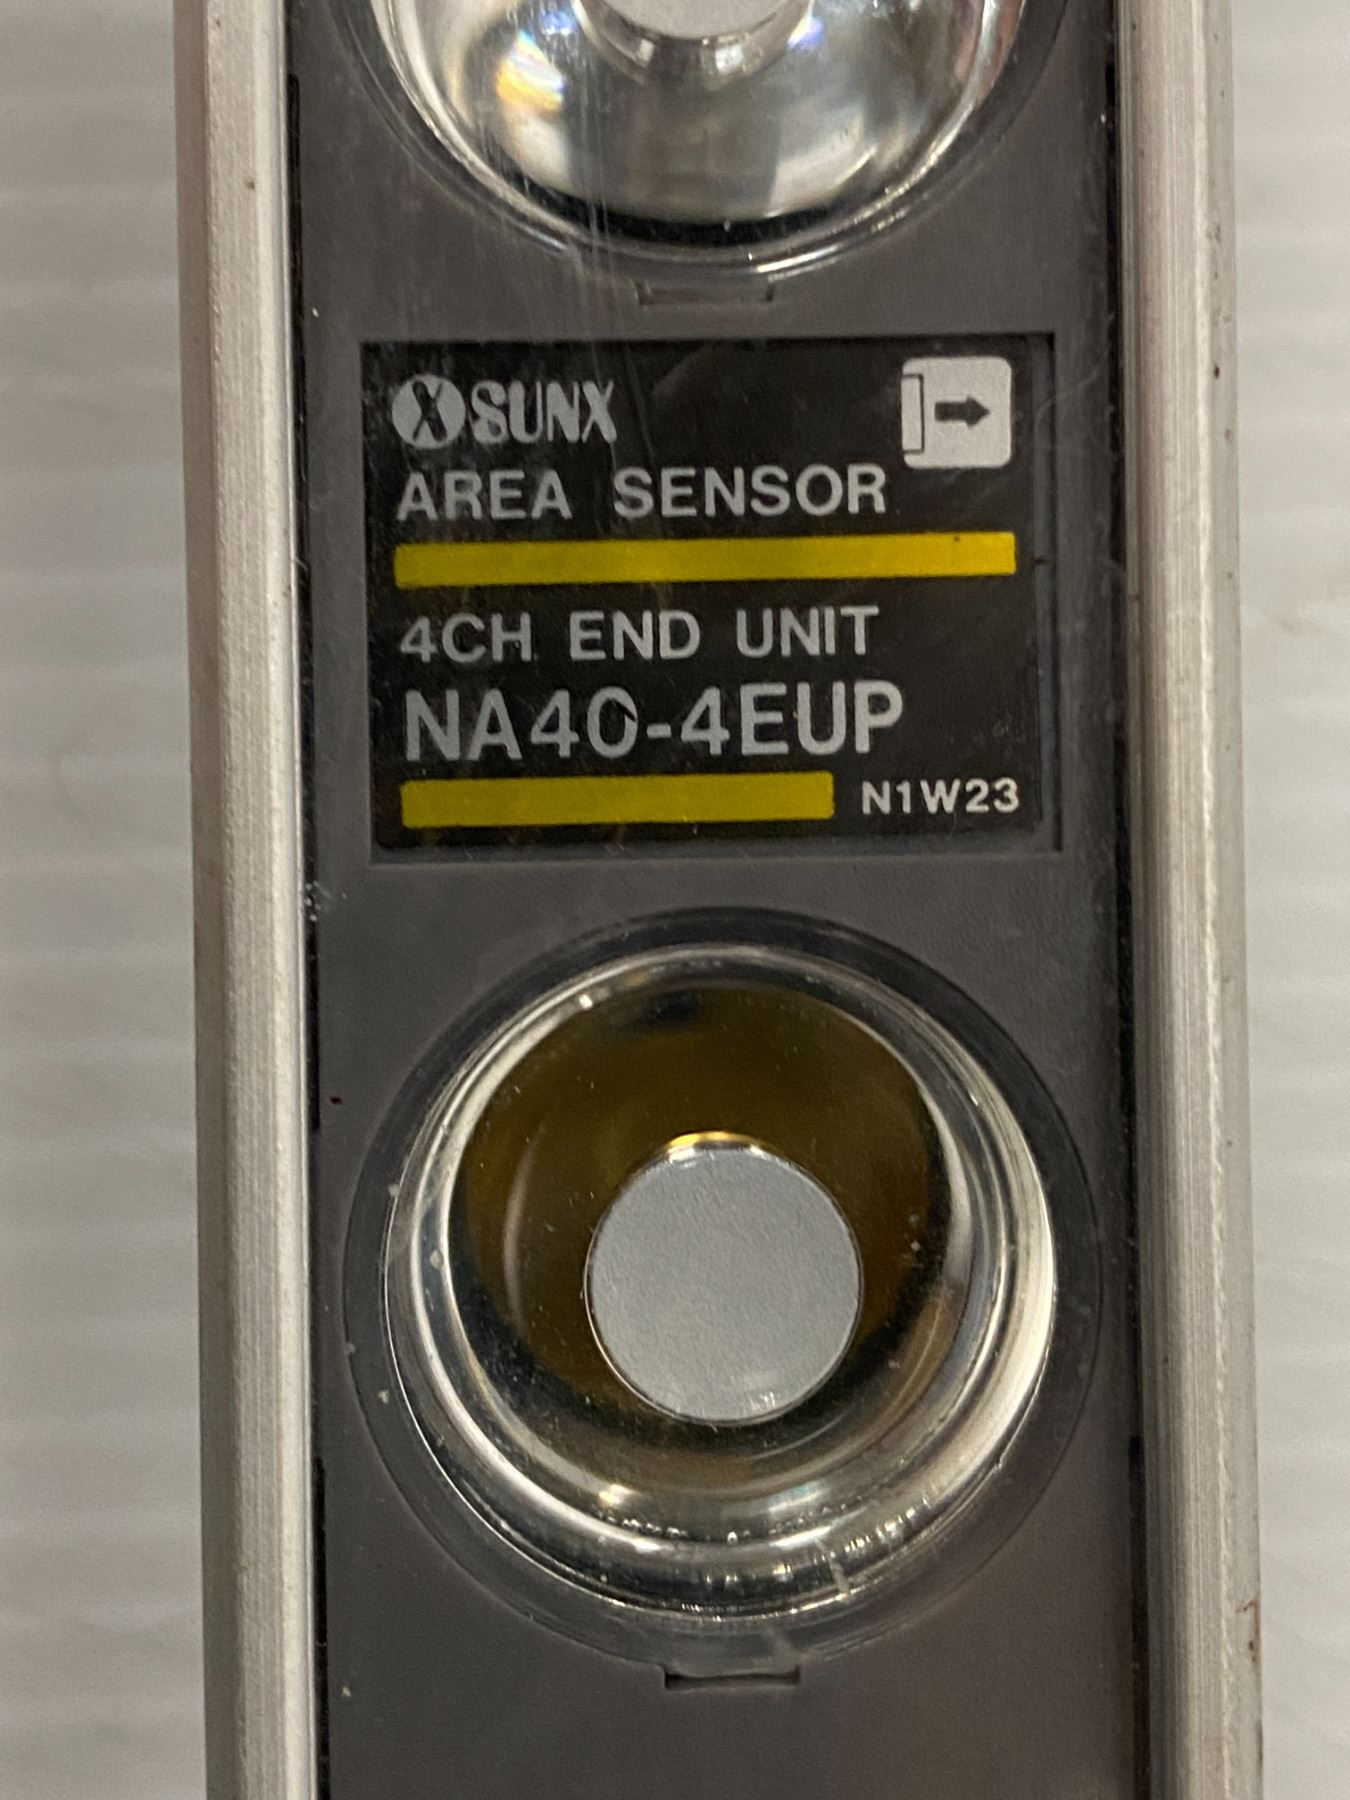 SUNX
AREA SENSOR
4CH END UNIT
NA40-4EUP
N1W23